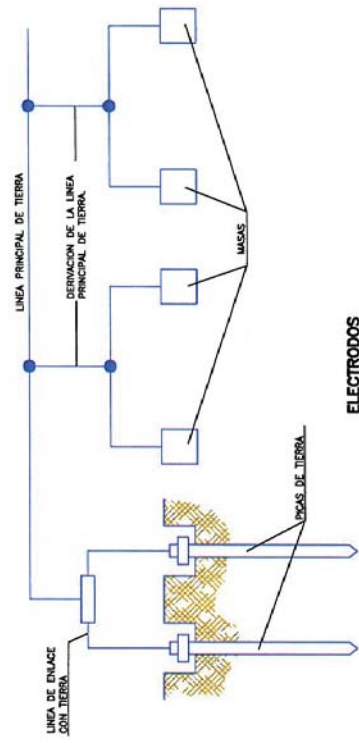 LINEA PRINCIPAL DE TIERRA
DERIVACION DE LA LINEA
PRINCIPAL DE TIERRA.
LINEA DE ENLACE
CON TIERRA
MASAS
PICAS DE TIERRA
ELECTRODOS